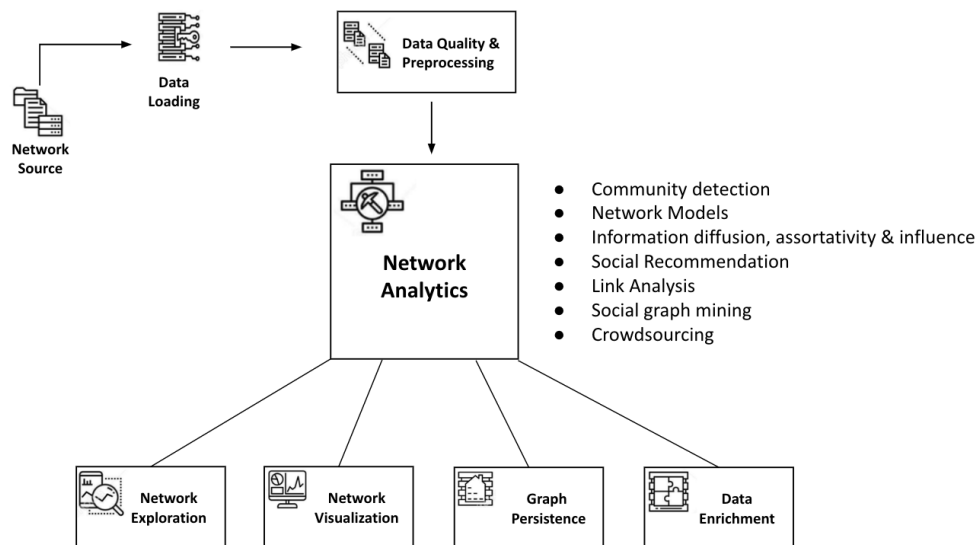 Data Quality &
Preprocessing
Data
Loading
Network
Source
Network
Analytics
● Community detection
● Network Models
● Information diffusion, assortativity & influence
● Social Recommendation
● Link Analysis
● Social graph mining
● Crowdsourcing
Network
Exploration
Network
Visualization
Graph
Persistence
Data
Enrichment